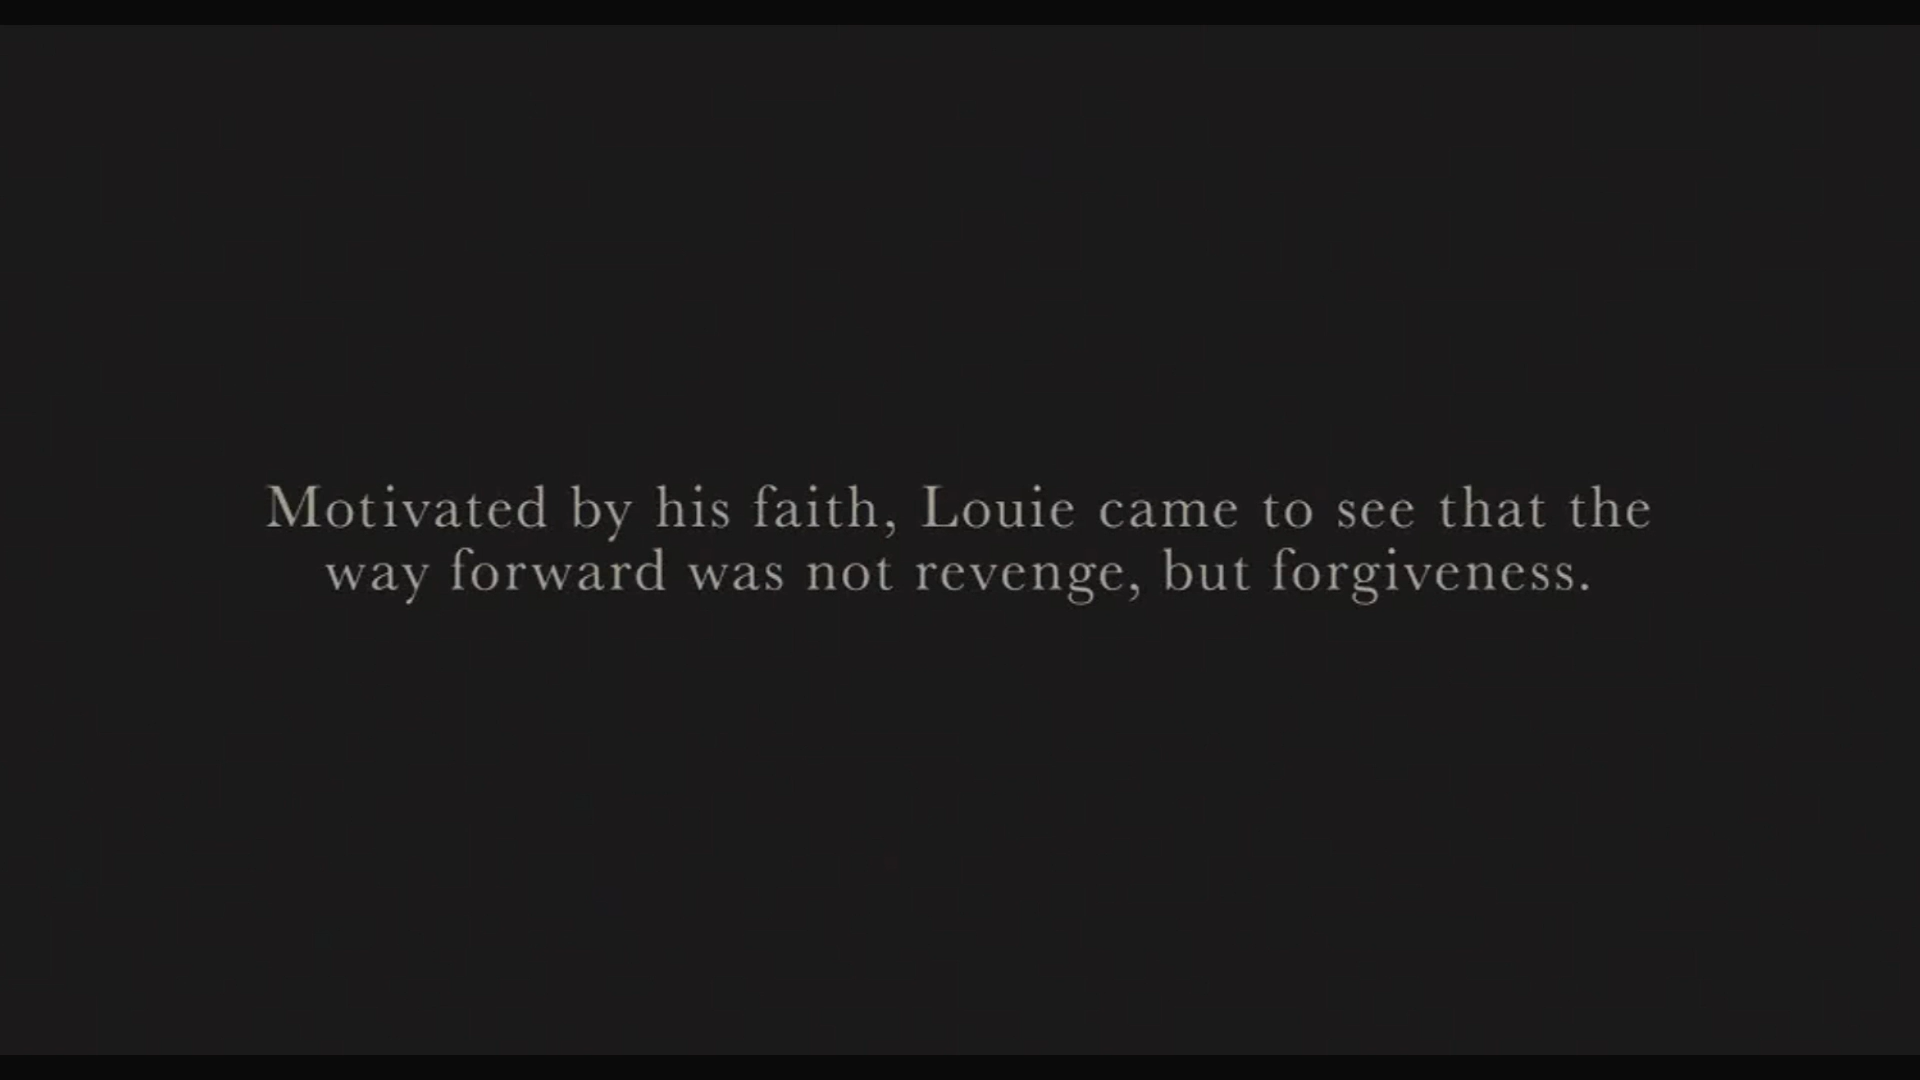 Motivated by his faith, Louie came to see that the
way forward was not revenge, but forgiveness.